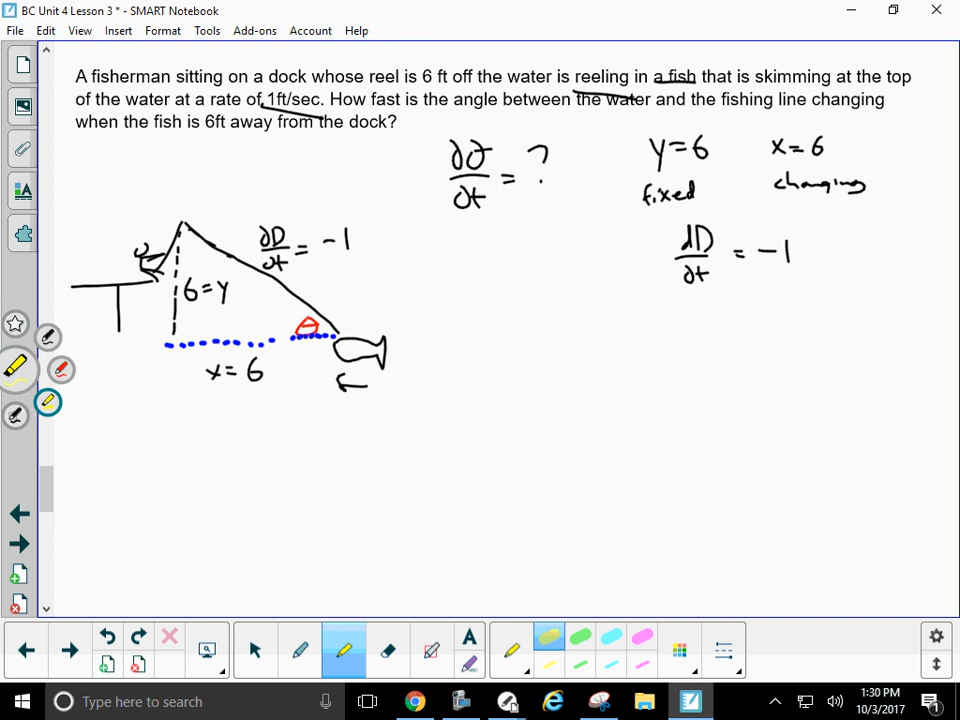 BC Unit 4 Lesson 3 * - SMART Notebook
File Edit View Insert Format Tools Add-ons Account Help
A fisherman sitting on a dock whose reel is 6 ft off the water is reeling in a fish that is skimming at the top
of the water at a rate of 1ft/sec. How fast is the angle between the water and the fishing line changing
when the fish is 6ft away from the dock?
dθ/dt = ?
y=6
fixed
x=6
changing
dD/dt = -1
dD/dt = -1
6=y
θ
x=6
A
A
Type here to search
1:30 PM
10/3/2017
1